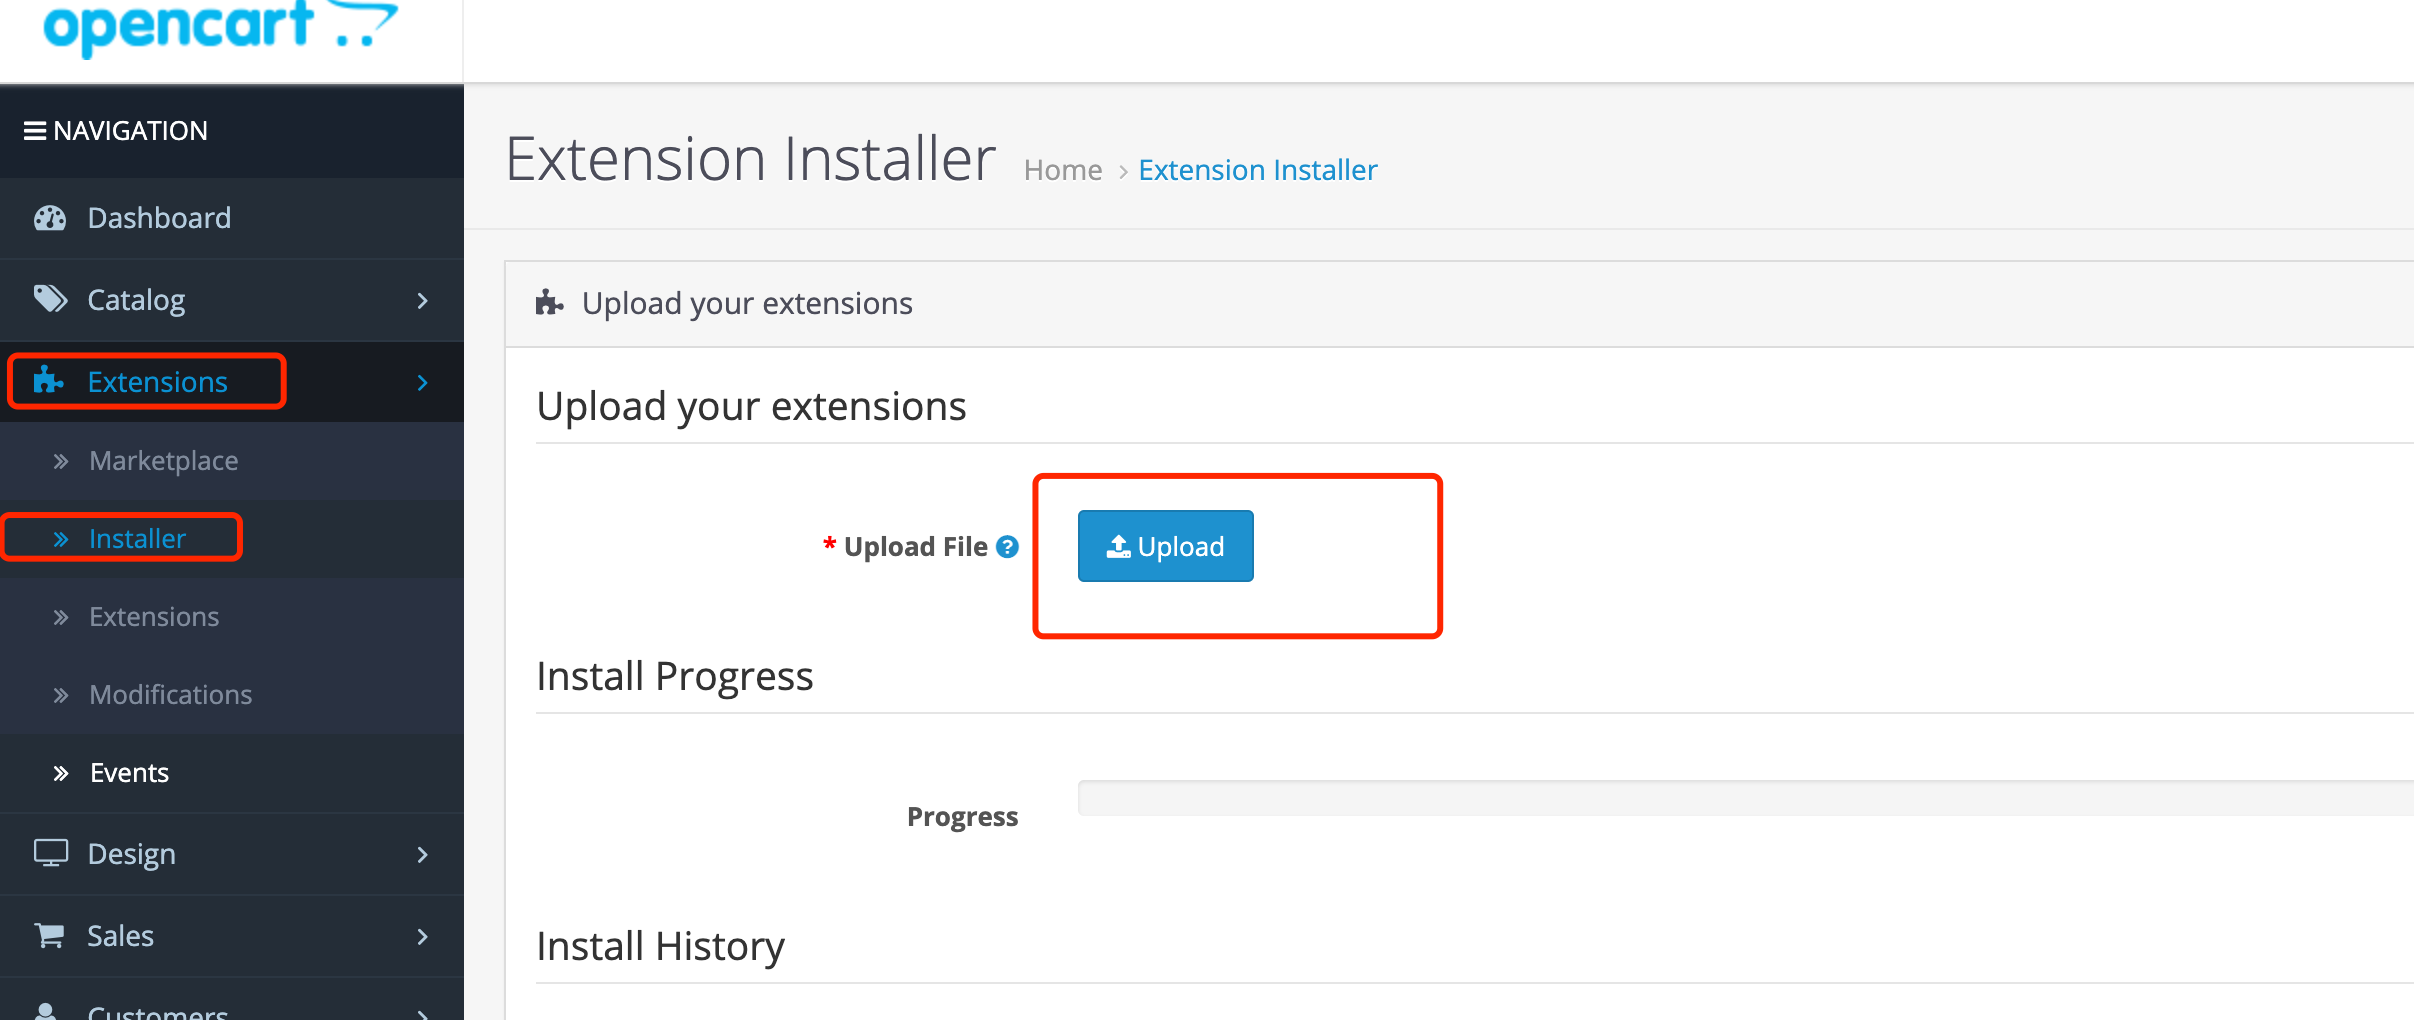 opencart
NAVIGATION
Dashboard
Catalog
Extensions
Marketplace
Installer
Extensions
Modifications
Events
Design
Sales
Customers
Extension Installer
Home > Extension Installer
Upload your extensions
Upload your extensions
* Upload File ? Upload
Install Progress
Progress
Install History